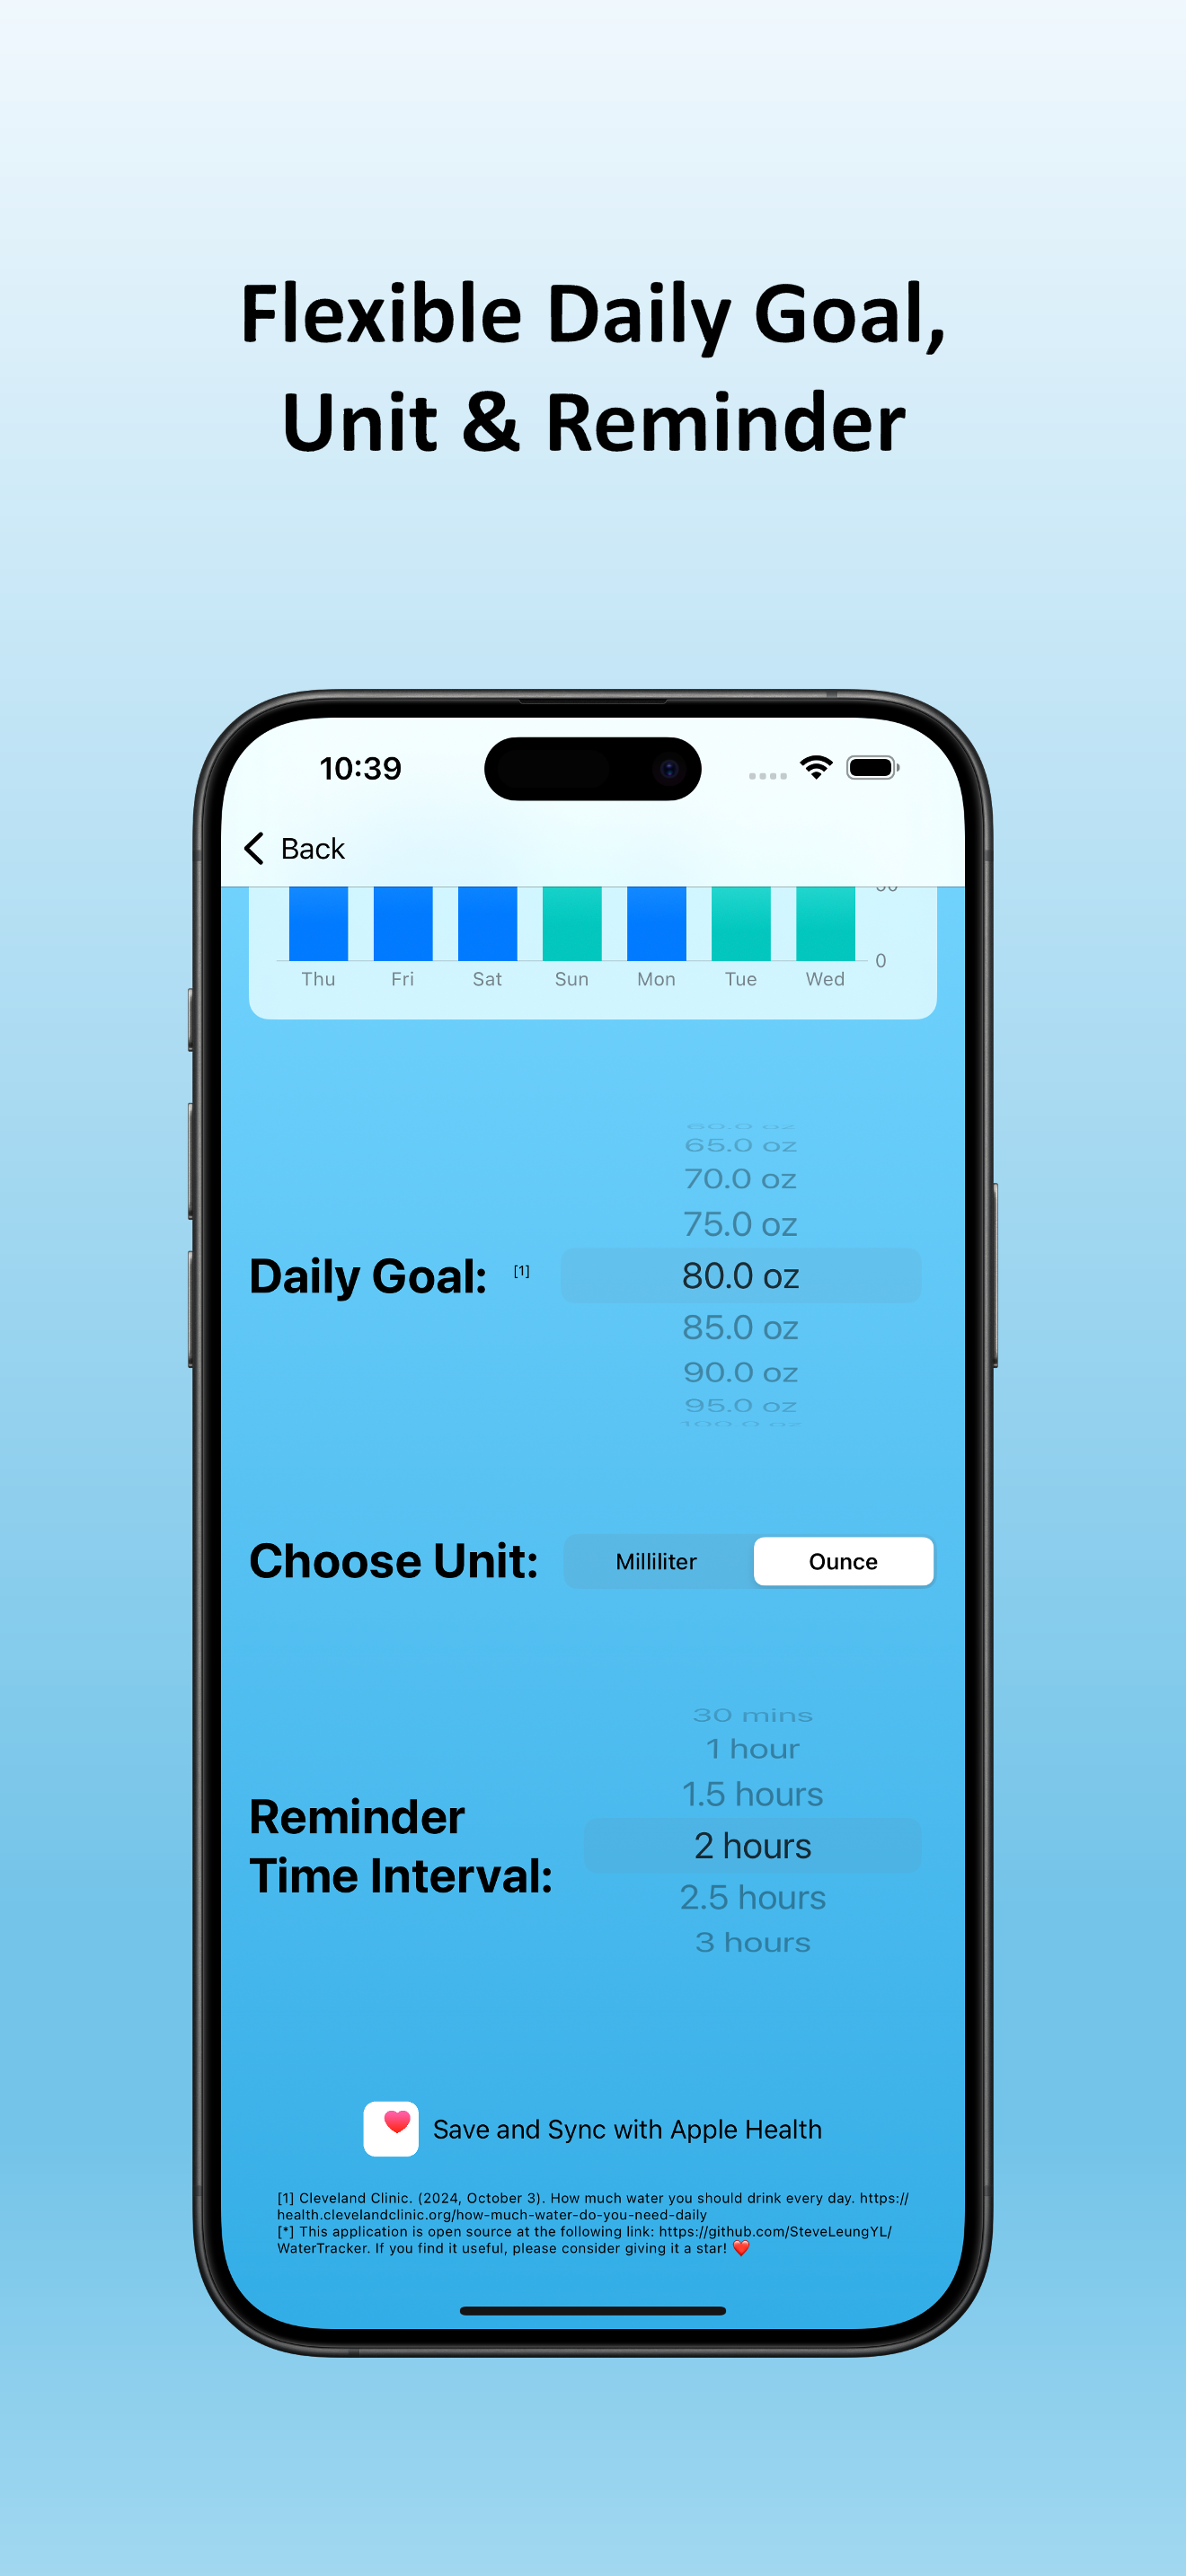 Flexible Daily Goal,
Unit & Reminder
10:39
Back
0
Thu Fri Sat Sun Mon Tue Wed
60.0 oz
65.0 oz
70.0 oz
75.0 oz
Daily Goal: [1] 80.0 oz
85.0 oz
90.0 oz
95.0 oz
100.0 oz
Choose Unit: Milliliter Ounce
30 mins
1 hour
1.5 hours
Reminder
Time Interval:
2 hours
2.5 hours
3 hours
Save and Sync with Apple Health
[1] Cleveland Clinic. (2024, October 3). How much water you should drink every day. https://
health.clevelandclinic.org/how-much-water-do-you-need-daily
[*] This application is open source at the following link: https://github.com/SteveLeungYL/
WaterTracker. If you find it useful, please consider giving it a star! ❤️